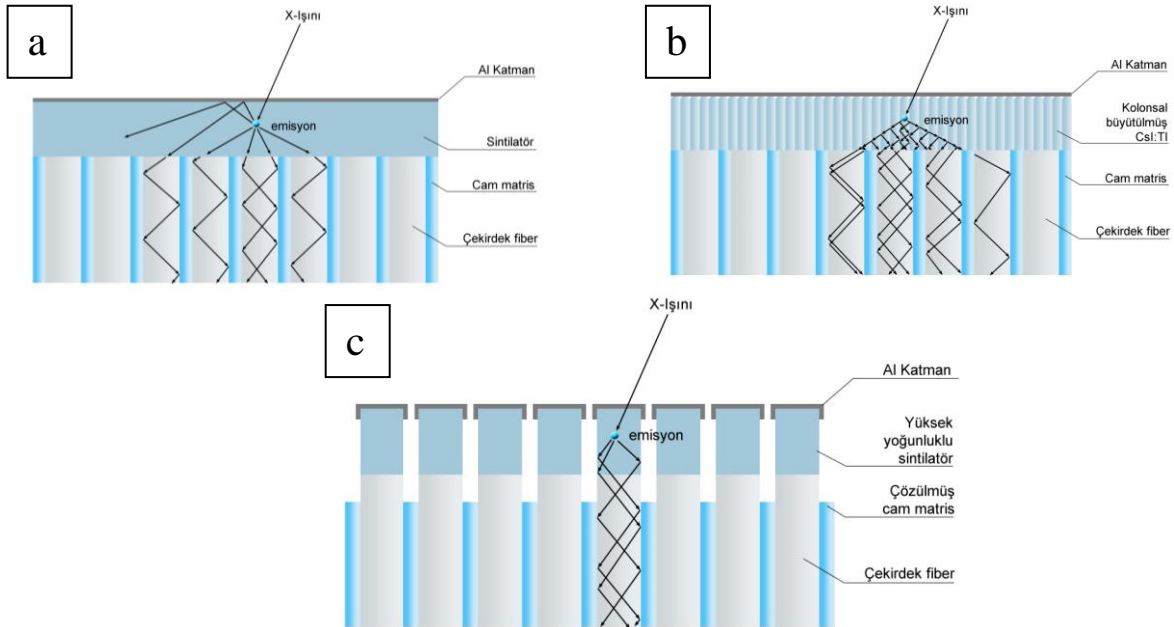 a
X-Işını
Al Katman
emisyon
Sintilatör
Cam matris
Çekirdek fiber
b
X-Işını
Al Katman
emisyon
Kolonsal
büyütülmüş
CsI:Tl
Cam matris
Çekirdek fiber
c
X-Işını
Al Katman
emisyon
Yüksek
yoğunluklu
sintilatör
Çözülmüş
cam matris
Çekirdek fiber